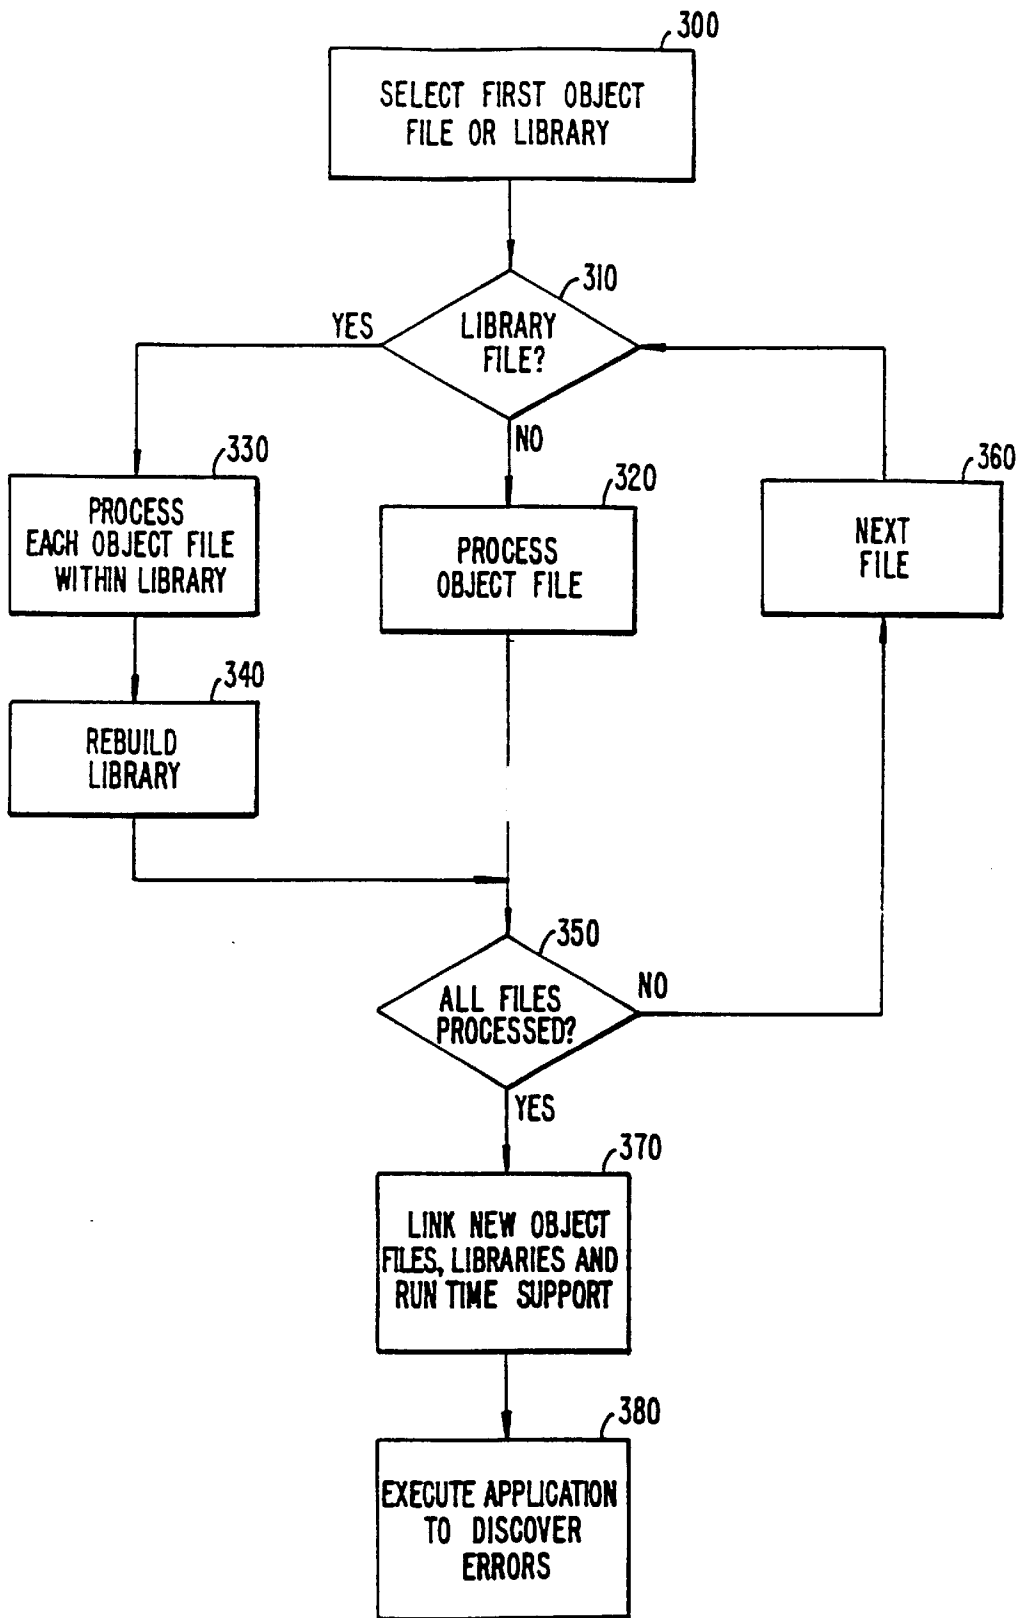 300
SELECT FIRST OBJECT
FILE OR LIBRARY
310
YES
LIBRARY
FILE?
NO
330
PROCESS
EACH OBJECT FILE
WITHIN LIBRARY
320
PROCESS
OBJECT FILE
360
NEXT
FILE
340
REBUILD
LIBRARY
350
ALL FILES
PROCESSED?
NO
YES
370
LINK NEW OBJECT
FILES, LIBRARIES AND
RUN TIME SUPPORT
380
EXECUTE APPLICATION
TO DISCOVER
ERRORS